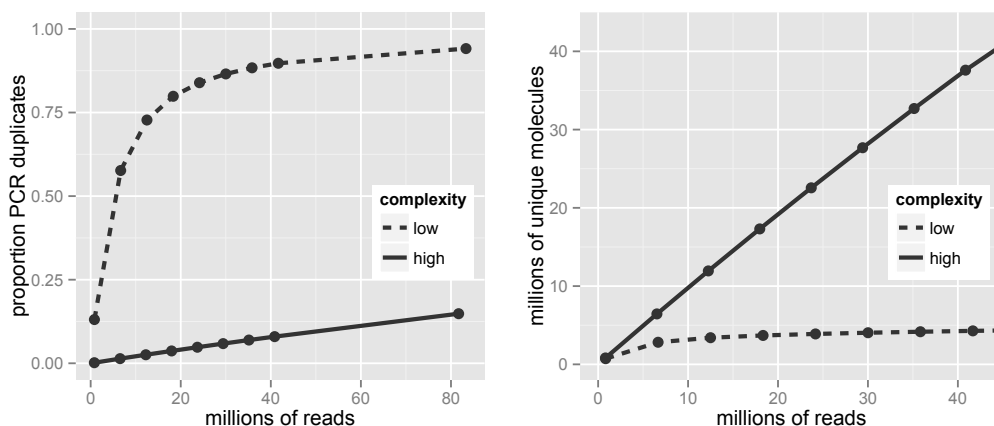 proportion PCR duplicates
1.00
0.75
0.50
0.25
0.00
0
20
40
60
80
millions of reads
complexity
low
high
millions of unique molecules
40
30
20
10
0
0
10
20
30
40
millions of reads
complexity
low
high